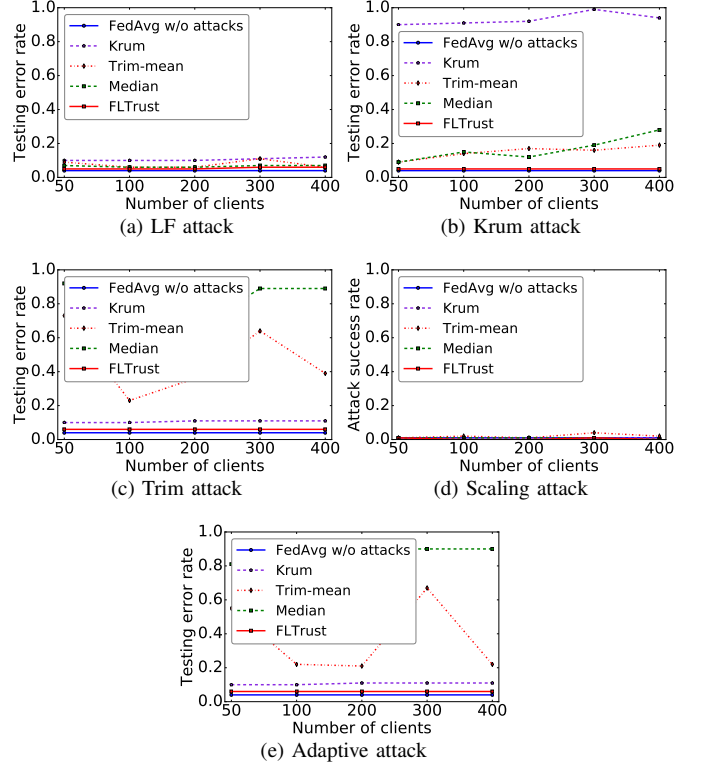 1.0
0.8
0.6
0.4
0.2
0.0
Testing error rate
FedAvg w/o attacks
Krum
Trim-mean
Median
FLTrust
50 100 200 300 400
Number of clients
(a) LF attack
1.0
0.8
0.6
0.4
0.2
0.0
Testing error rate
FedAvg w/o attacks
Krum
Trim-mean
Median
FLTrust
50 100 200 300 400
Number of clients
(b) Krum attack
1.0
0.8
0.6
0.4
0.2
0.0
Testing error rate
FedAvg w/o attacks
Krum
Trim-mean
Median
FLTrust
50 100 200 300 400
Number of clients
(c) Trim attack
1.0
0.8
0.6
0.4
0.2
0.0
Attack success rate
FedAvg w/o attacks
Krum
Trim-mean
Median
FLTrust
50 100 200 300 400
Number of clients
(d) Scaling attack
1.0
0.8
0.6
0.4
0.2
0.0
Testing error rate
FedAvg w/o attacks
Krum
Trim-mean
Median
FLTrust
50 100 200 300 400
Number of clients
(e) Adaptive attack